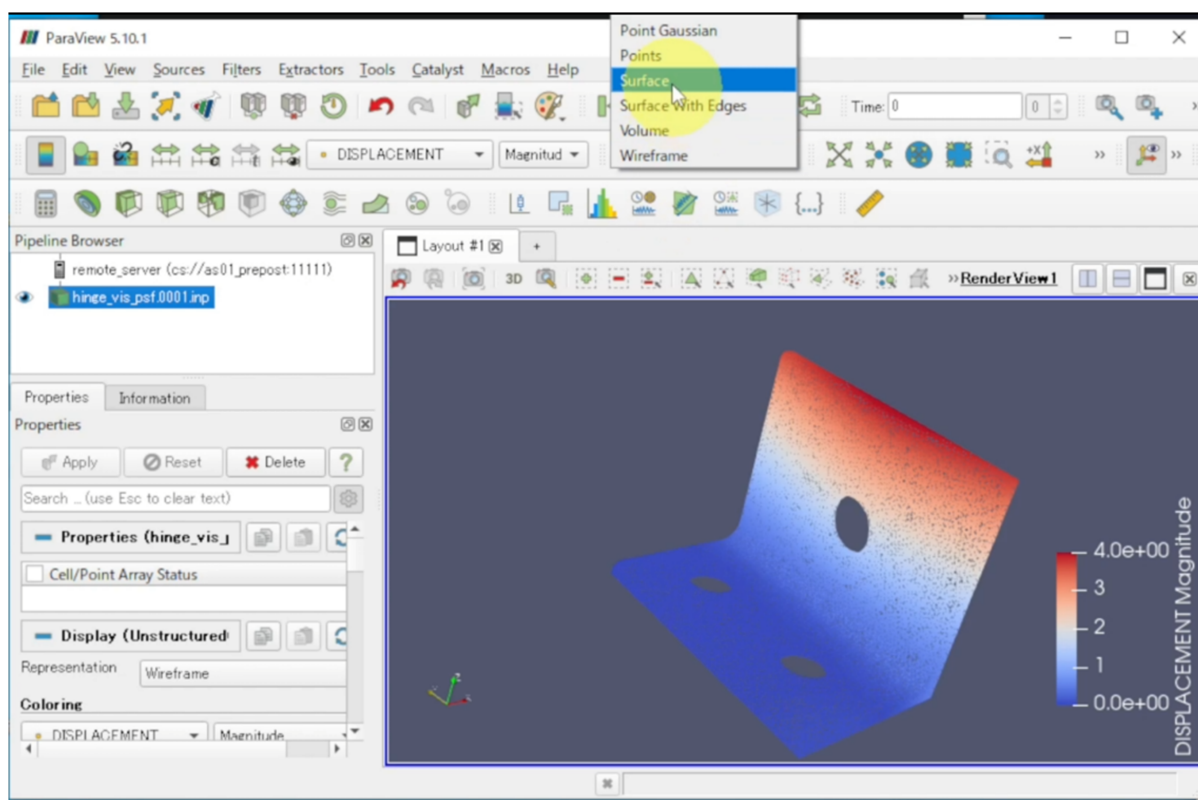 ParaView 5.10.1
File Edit View Sources Filters Extractors Tools Catalyst Macros Help
Point Gaussian
Points
Surface
Surface With Edges
Volume
Wireframe
Time: 0
0
DISPLACEMENT
Magnitud
+X
{...}
Pipeline Browser
remote_server (cs://as01_prepost:11111)
hinge_vis_psf.0001.inp
Layout #1
+
3D
»RenderView1
Properties
Information
Properties
Apply
Reset
Delete
?
Search ... (use Esc to clear text)
Properties (hinge_vis_
Cell/Point Array Status
Display (Unstructured
Representation
Wireframe
Coloring
DISPLACEMENT
Magnitude
4.0e+00
3
2
1
0.0e+00
DISPLACEMENT Magnitude